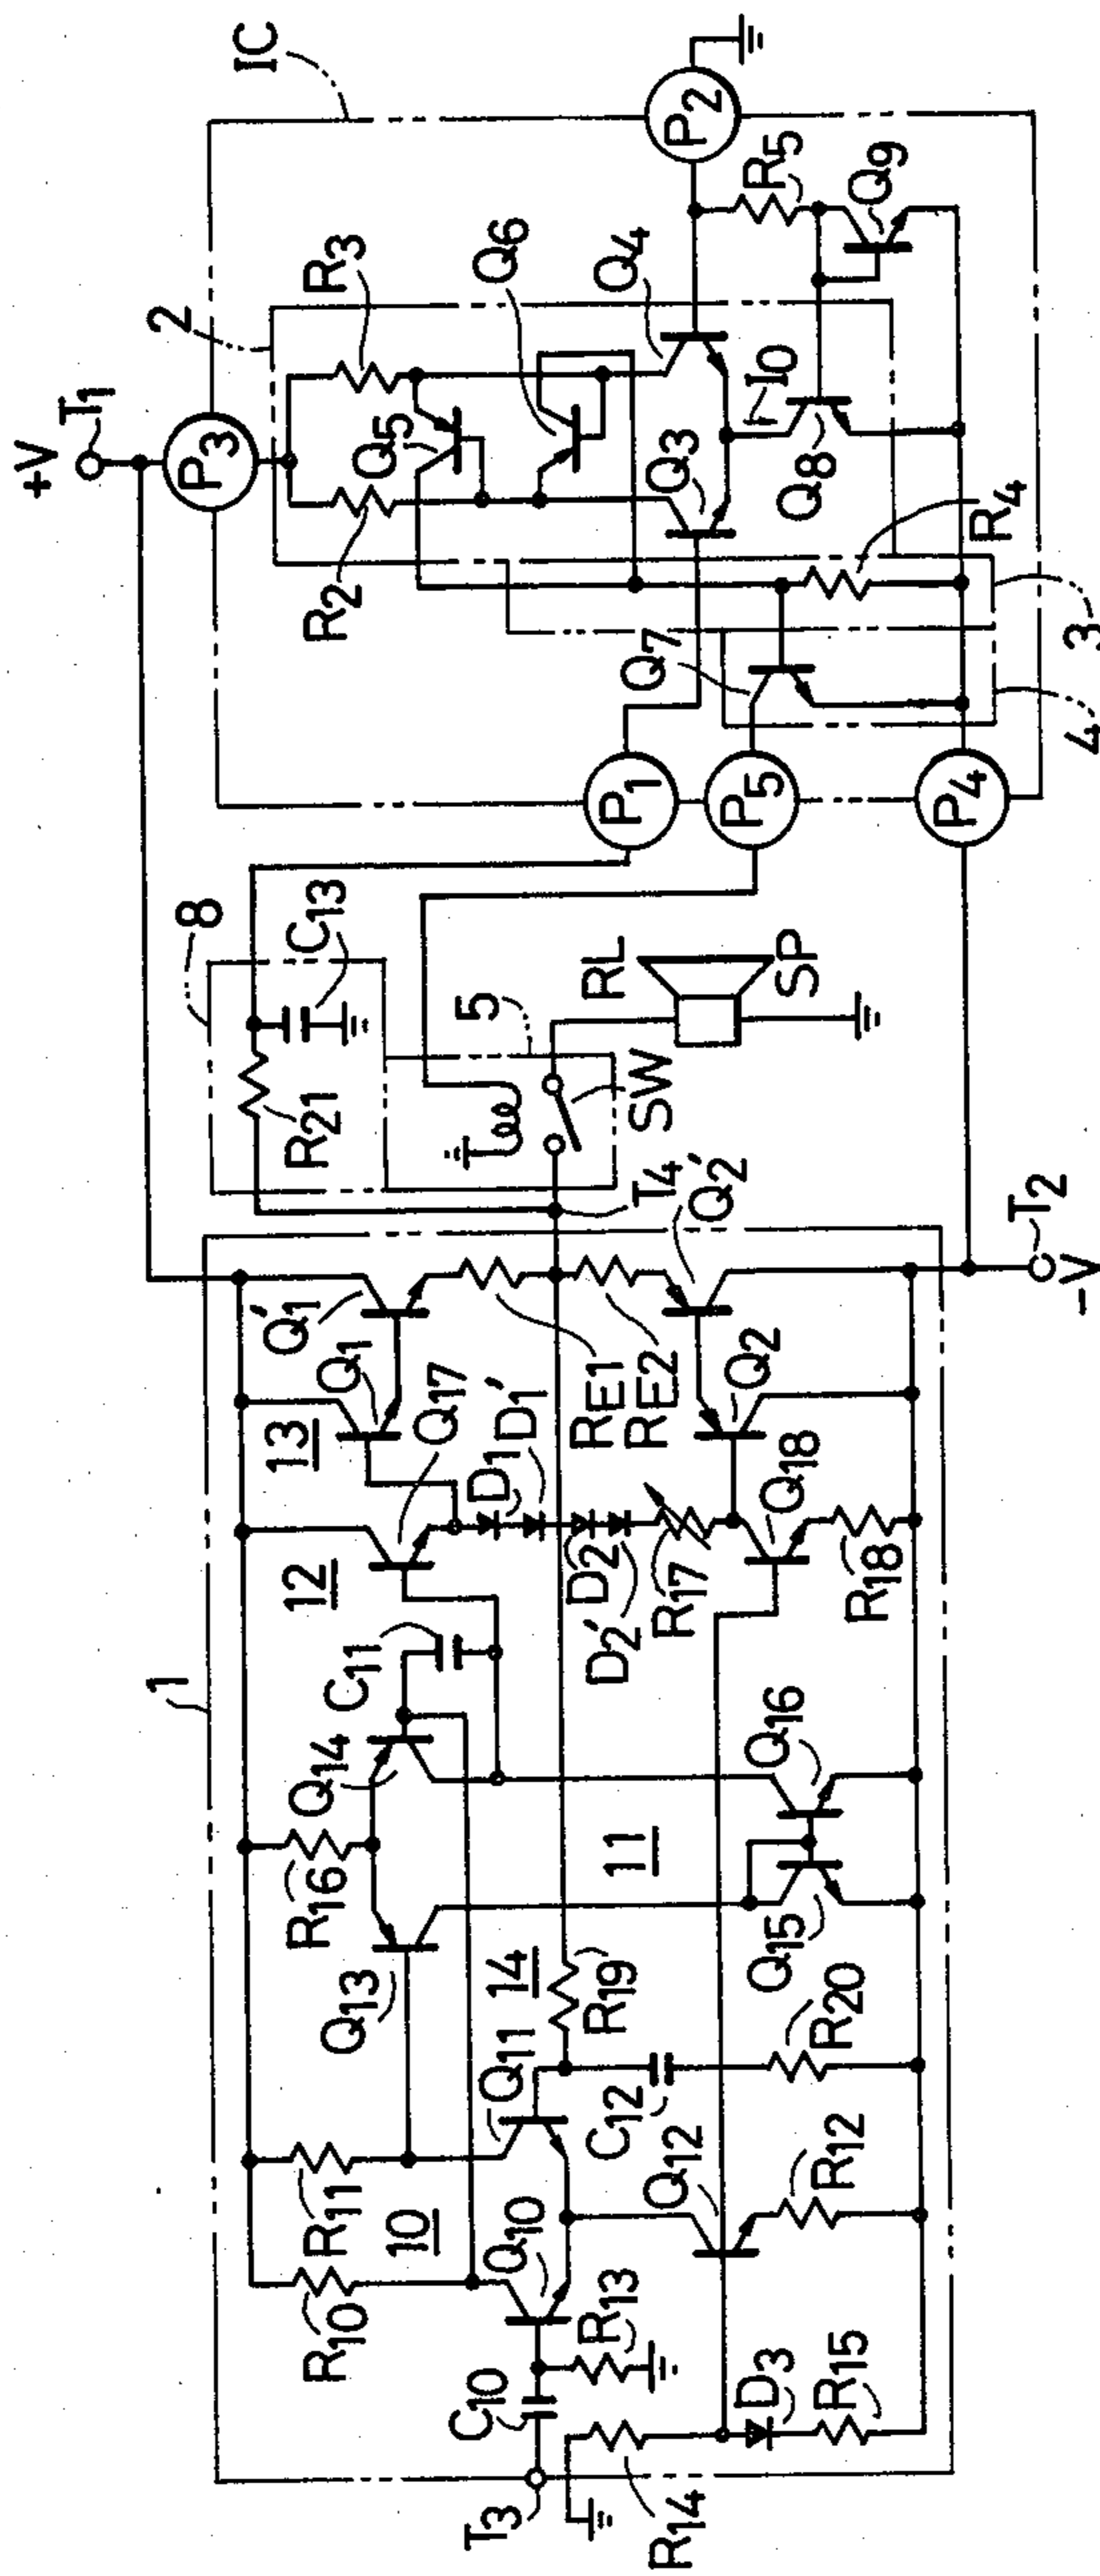 1
+V
T1
8
2
IC
P3
R10
R11
10
Q13
R16
Q14
C11
12
Q17
13
Q1
Q1'
R21
C13
R2
R3
Q5
Q6
T3
C10
R13
Q10
Q11
14
R19
11
D1
D1'
D2
D2'
R17
RE1
RE2
T4
5
SW
RL
SP
P1
Q3
Q4
P2
P5
Q7
I0
R5
R14
D3
R15
Q12
R12
C12
R20
Q15
Q16
Q18
R18
Q2
Q2'
T2
-V
P4
Q8
R4
Q9
4
3